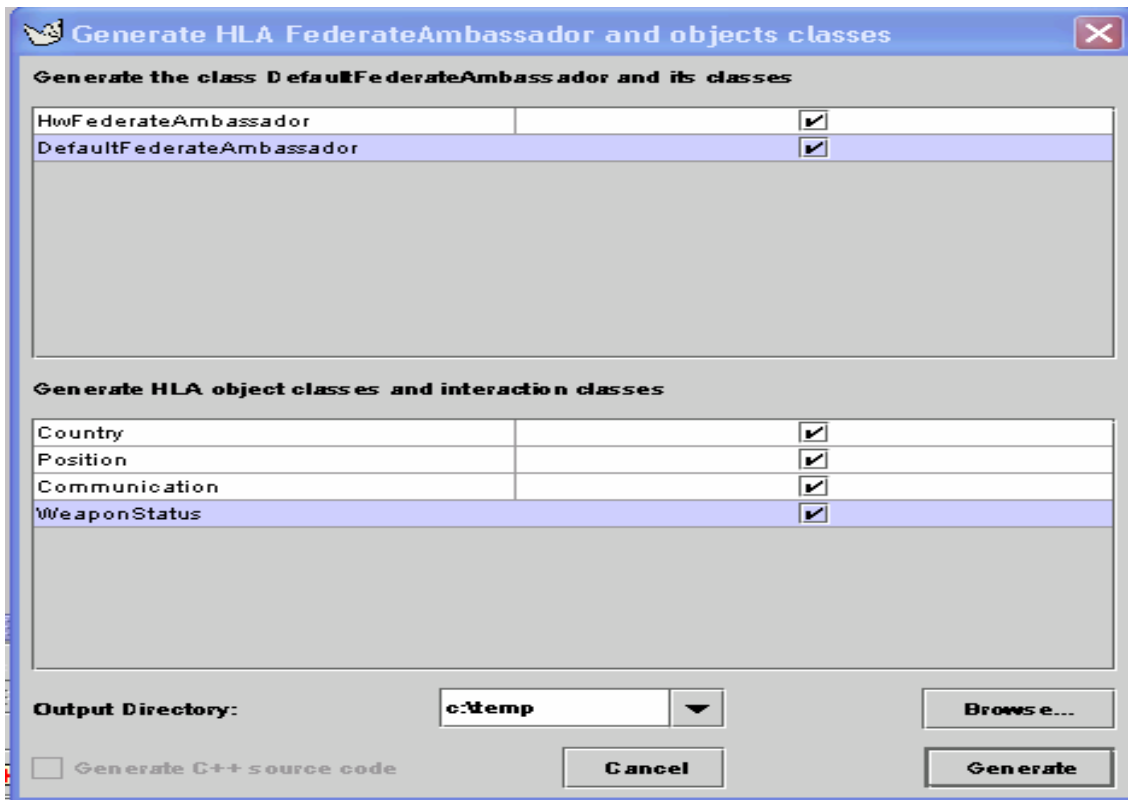 Generate HLA FederateAmbassador and objects classes
Generate the class DefaultFederateAmbassador and its classes
HwFederateAmbassador
DefaultFederateAmbassador
Generate HLA object classes and interaction classes
Country
Position
Communication
WeaponStatus
Output Directory: c:\temp Browse...
Generate C++ source code Cancel Generate